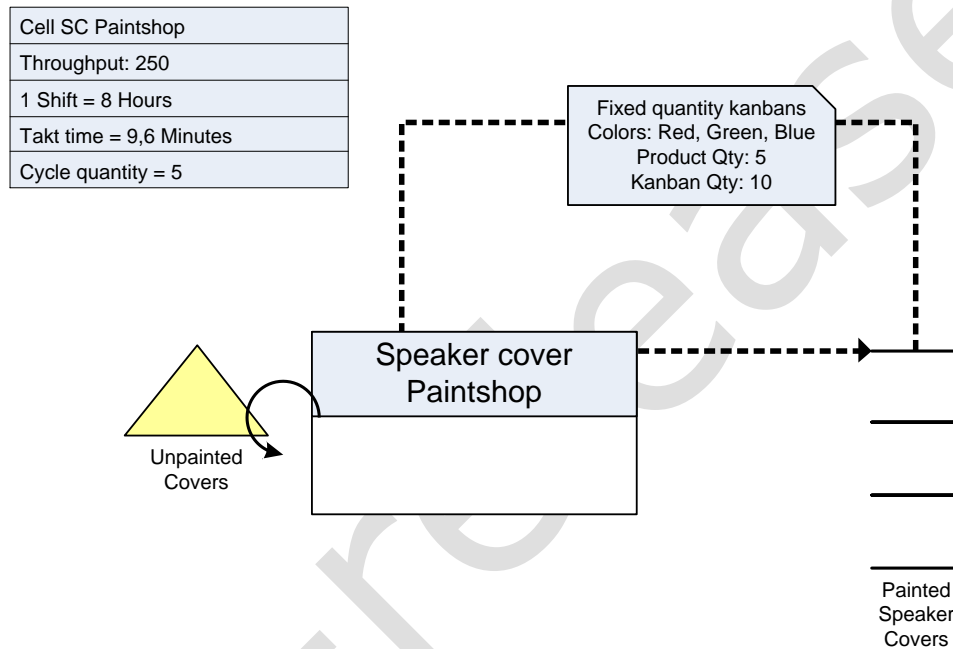 Cell SC Paintshop
Throughput: 250
1 Shift = 8 Hours
Takt time = 9,6 Minutes
Cycle quantity = 5
Fixed quantity kanbans
Colors: Red, Green, Blue
Product Qty: 5
Kanban Qty: 10
Speaker cover
Paintshop
Unpainted
Covers
Painted
Speaker
Covers